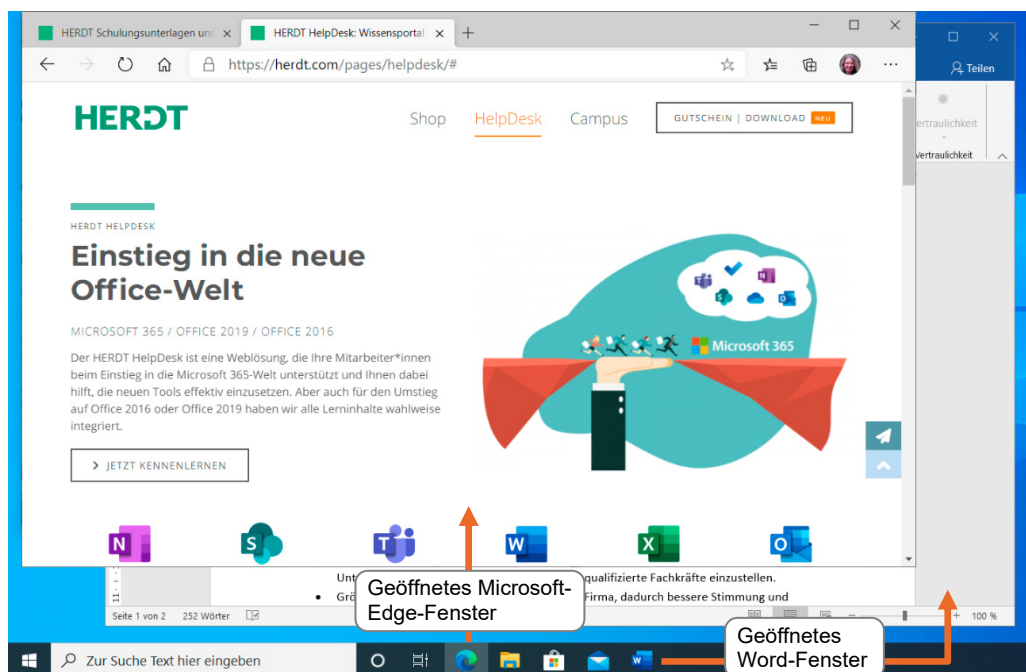 HERDT Schulungsunterlagen und
HERDT HelpDesk: Wissensportal
https://herdt.com/pages/helpdesk/#
Teilen
Vertraulichkeit
HERDT
Shop
HelpDesk
Campus
GUTSCHEIN | DOWNLOAD NEU
HERDT HELPDESK
Einstieg in die neue
Office-Welt
MICROSOFT 365 / OFFICE 2019 / OFFICE 2016
Der HERDT HelpDesk ist eine Weblösung, die Ihre Mitarbeiter*innen
beim Einstieg in die Microsoft 365-Welt unterstützt und Ihnen dabei
hilft, die neuen Tools effektiv einzusetzen. Aber auch für den Umstieg
auf Office 2016 oder Office 2019 haben wir alle Lerninhalte wahlweise
integriert.
> JETZT KENNENLERNEN
Microsoft 365
N
S
T
W
X
O
Unt
qualifizierte Fachkräfte einzustellen.
Grö
Firma, dadurch bessere Stimmung und
Seite 1 von 2
252 Wörter
100 %
Geöffnetes Microsoft-
Edge-Fenster
Geöffnetes
Word-Fenster
Zur Suche Text hier eingeben